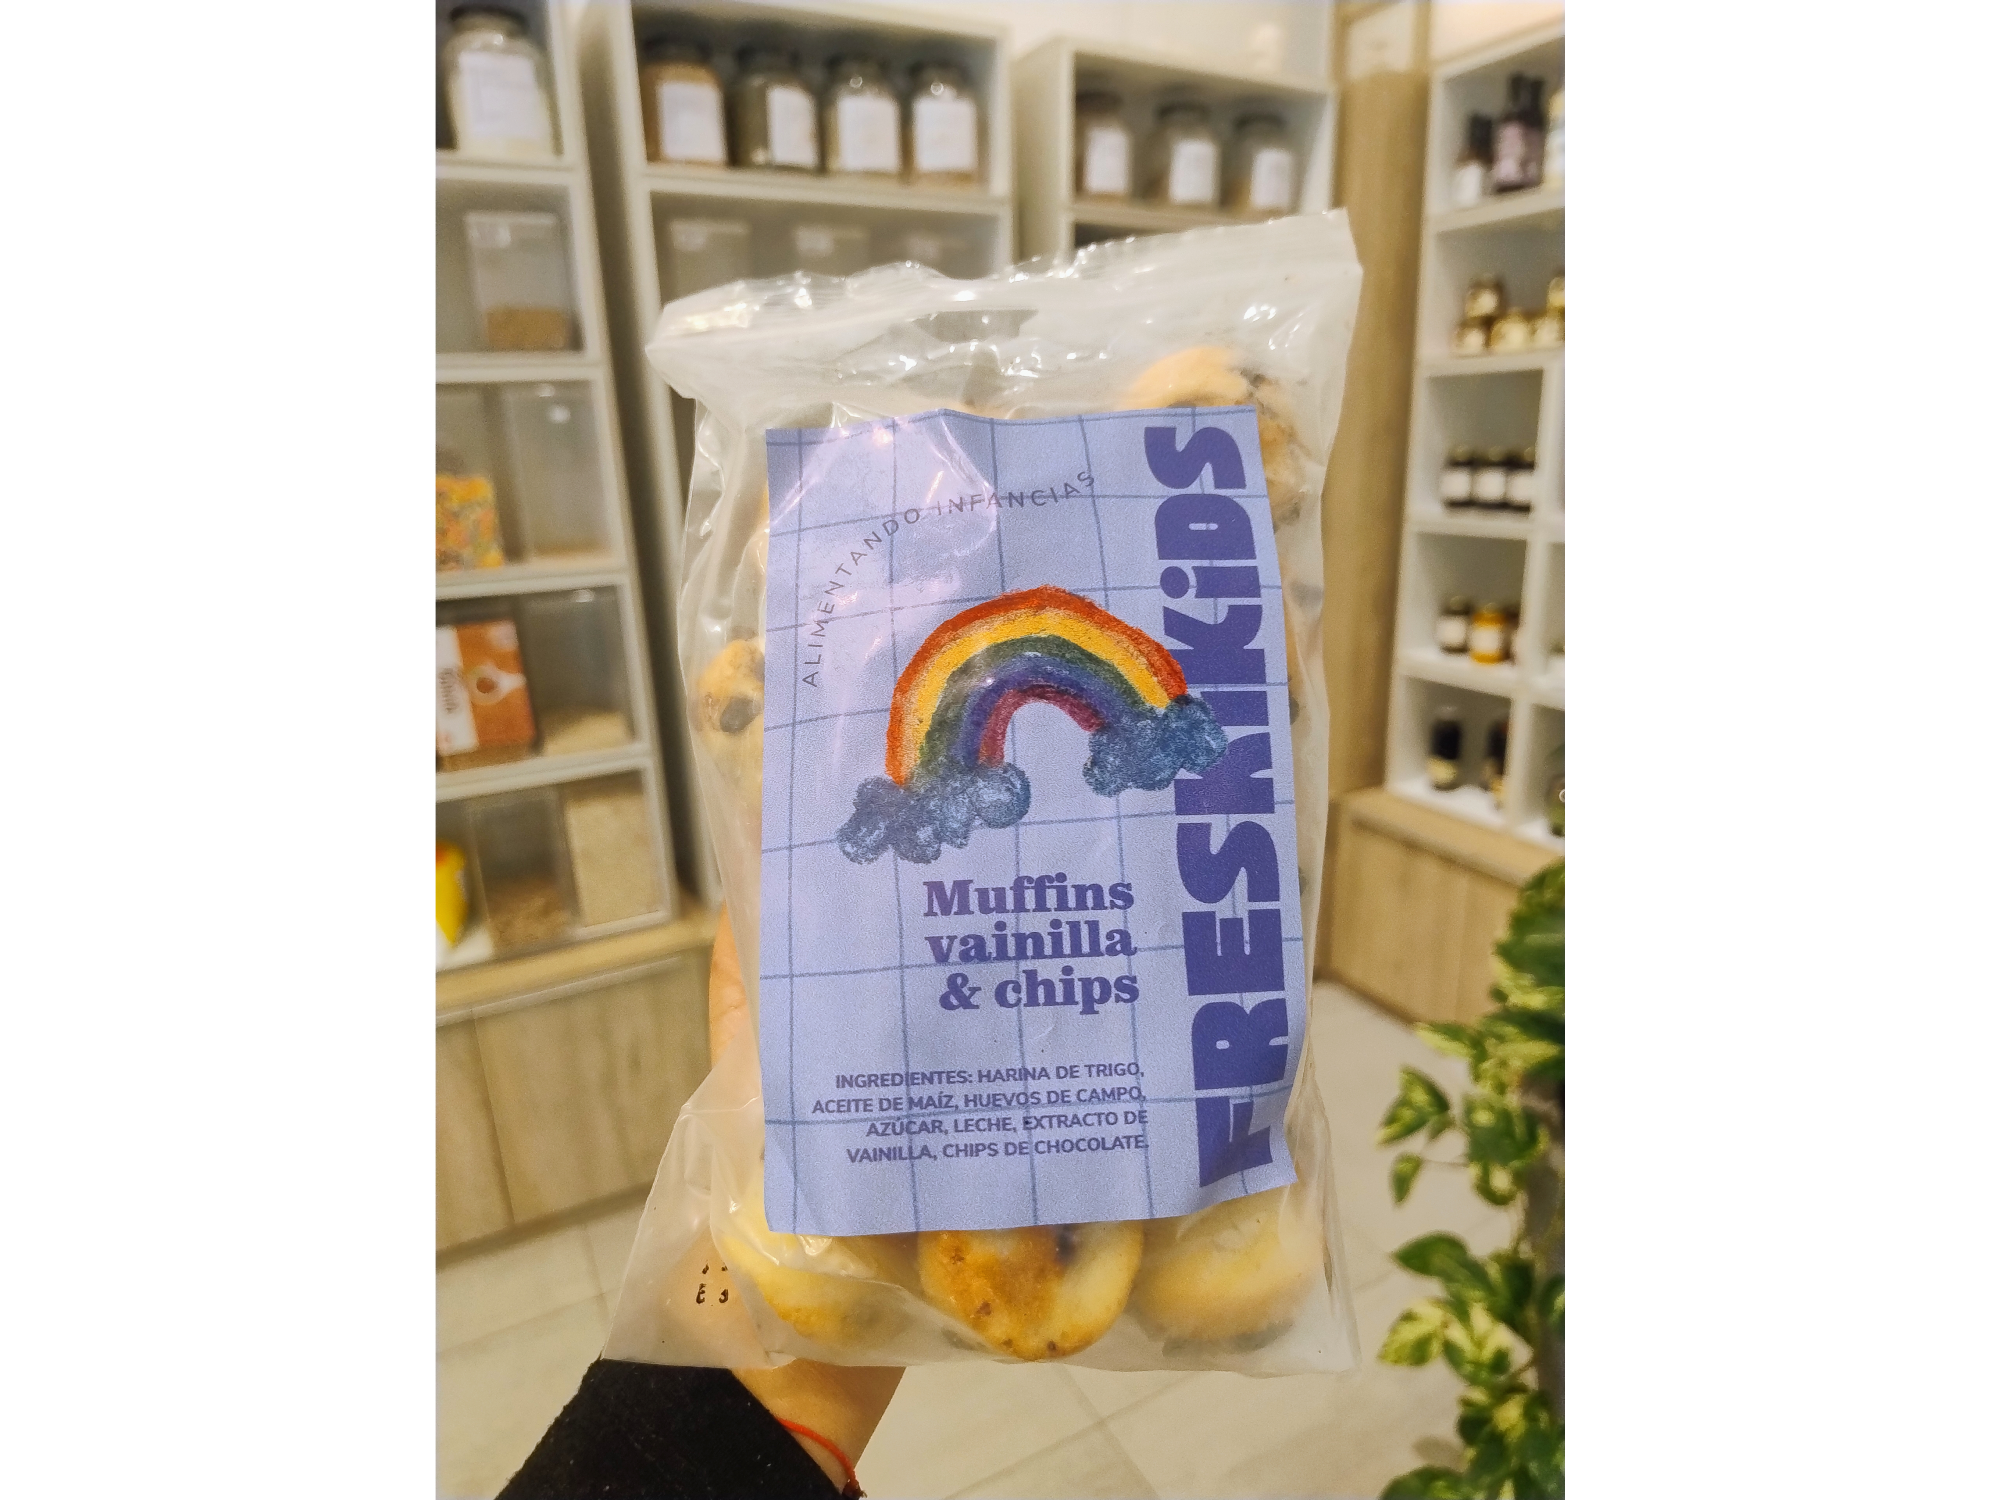 ALIMENTANDO INFANCIAS
FRESKKiDS
Muffins
vainilla
& chips
INGREDIENTES: HARINA DE TRIGO,
ACEITE DE MAÍZ, HUEVOS DE CAMPO,
AZÚCAR, LECHE, EXTRACTO DE
VAINILLA, CHIPS DE CHOCOLATE.